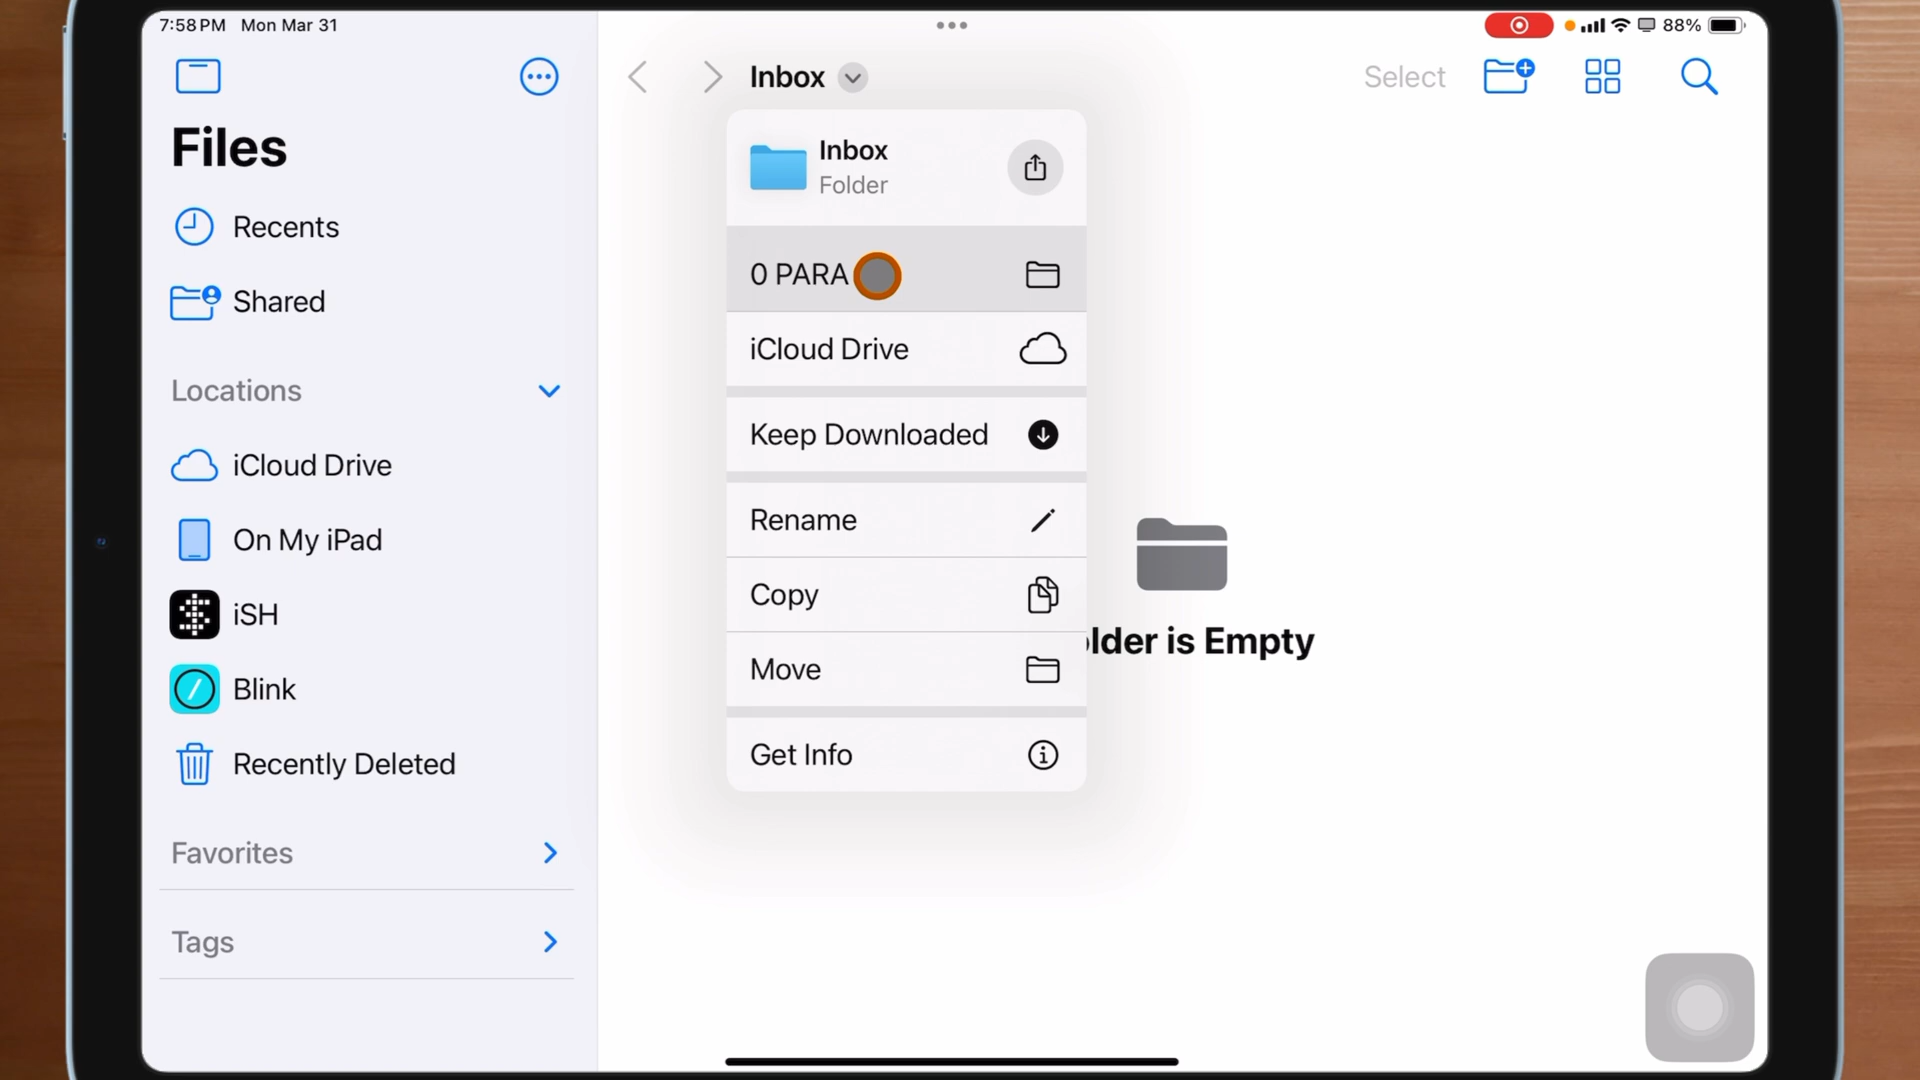 7:58 PM Mon Mar 31
88%
Files
Recents
Shared
Locations
iCloud Drive
On My iPad
iSH
Blink
Recently Deleted
Favorites
Tags
Inbox
Select
Inbox
Folder
0 PARA
iCloud Drive
Keep Downloaded
Rename
Copy
Move
Get Info
is Empty